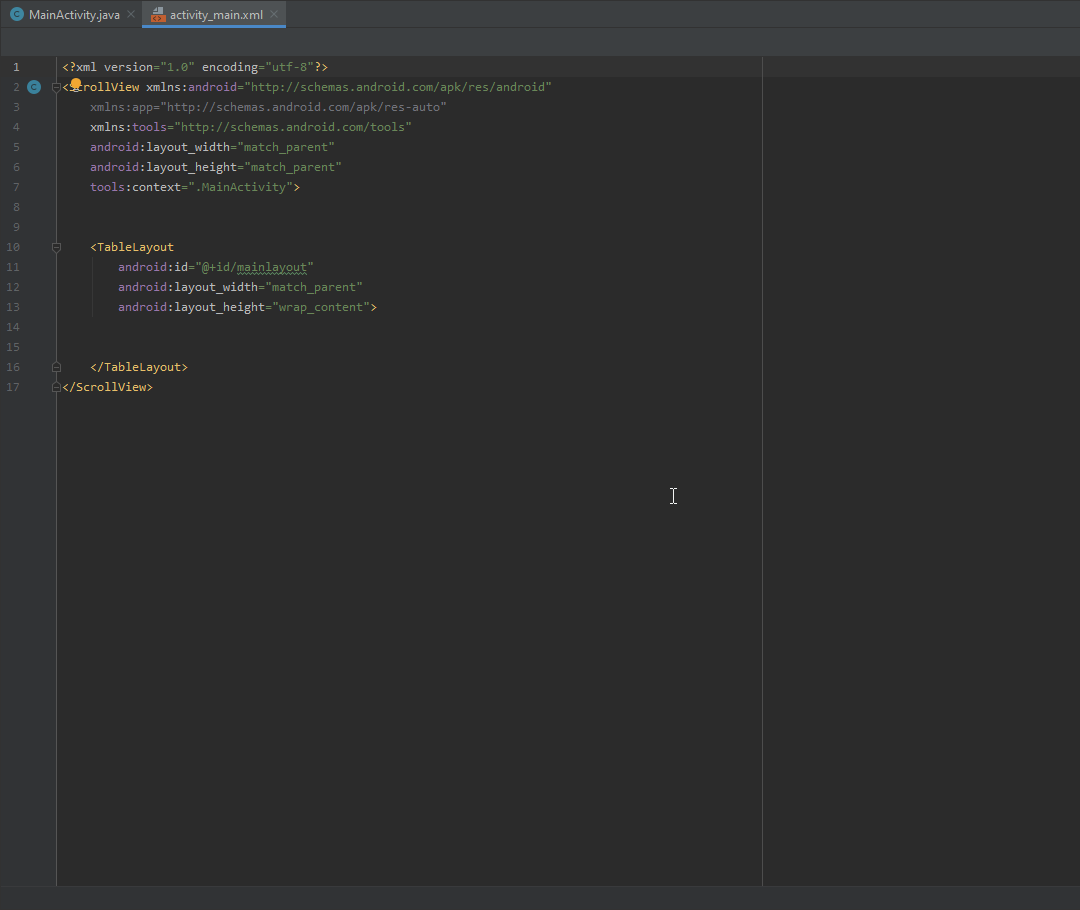 MainActivity.java activity_main.xml
1 <?xml version="1.0" encoding="utf-8"?>
2 <ScrollView xmlns:android="http://schemas.android.com/apk/res/android"
3 xmlns:app="http://schemas.android.com/apk/res-auto"
4 xmlns:tools="http://schemas.android.com/tools"
5 android:layout_width="match_parent"
6 android:layout_height="match_parent"
7 tools:context=".MainActivity">
8
9
10 <TableLayout
11 android:id="@+id/mainlayout"
12 android:layout_width="match_parent"
13 android:layout_height="wrap_content">
14
15
16 </TableLayout>
17 </ScrollView>